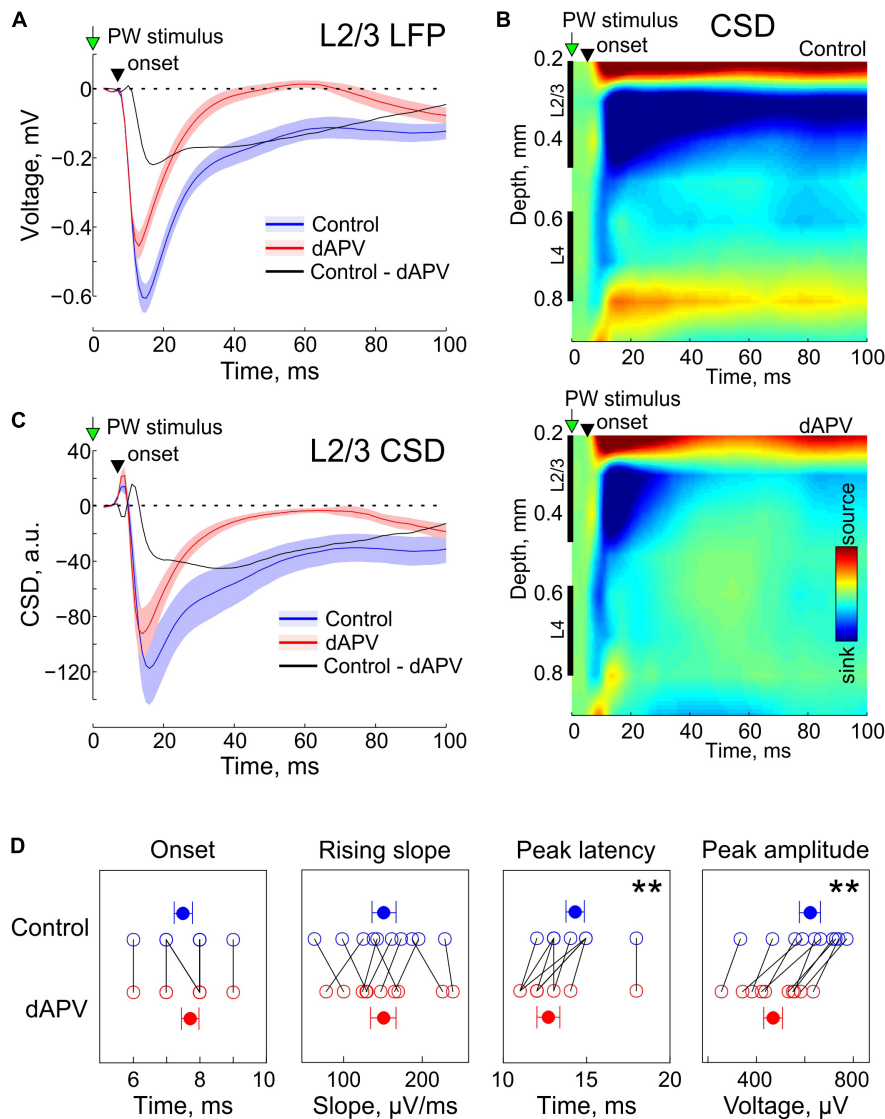 A
PW stimulus
onset
L2/3 LFP
0
−0.2
−0.4
−0.6
Voltage, mV
Control
dAPV
Control - dAPV
0 20 40 60 80 100
Time, ms
B
CSD
PW stimulus
onset
Control
0.2
0.4
0.6
0.8
L2/3
L4
Depth, mm
0 20 40 60 80 100
Time, ms
PW stimulus
onset
dAPV
0.2
0.4
0.6
0.8
L2/3
L4
Depth, mm
sink source
0 20 40 60 80 100
Time, ms
C
PW stimulus
onset
L2/3 CSD
40
0
−40
−80
−120
CSD, a.u.
Control
dAPV
Control - dAPV
0 20 40 60 80 100
Time, ms
D
Onset
Rising slope
Peak latency
Peak amplitude
**
**
Control
dAPV
6 8 10
Time, ms
100 200
Slope, µV/ms
10 15 20
Time, ms
400 800
Voltage, µV